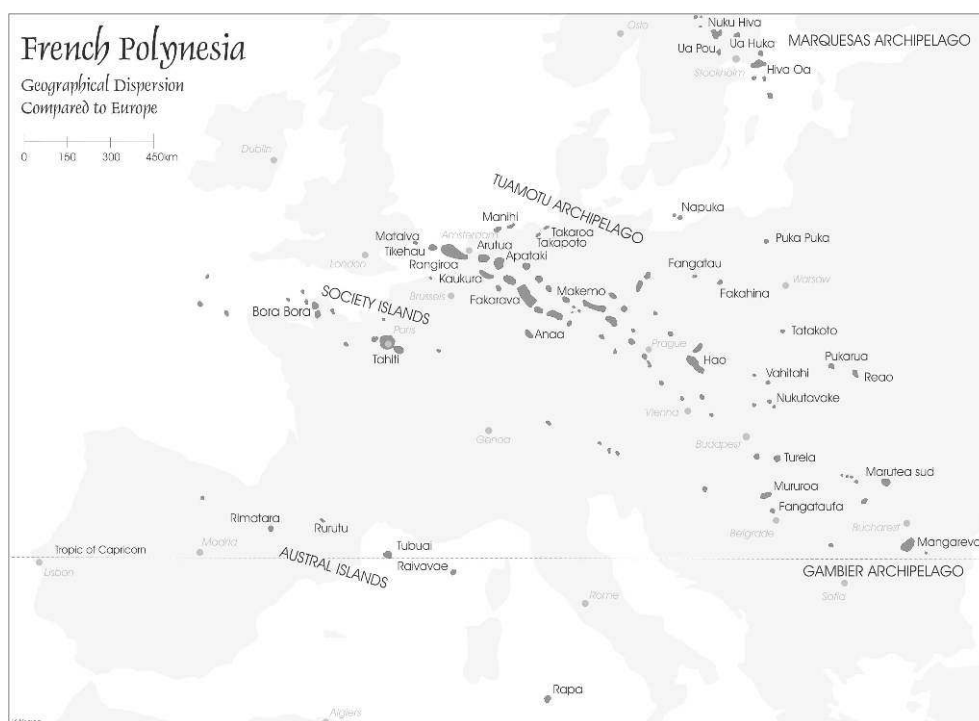 French Polynesia
Geographical Dispersion
Compared to Europe
0 150 300 450km
Oslo
Nuku Hiva
Ua Pou
Ua Huka
MARQUESAS ARCHIPELAGO
Stockholm
Hiva Oa
Dublin
TUAMOTU ARCHIPELAGO
Napuka
Manihi
Takaroa
Takapoto
Mataiva
Amsterdam
Puka Puka
Tikehau
Arutua
London
Rangiroa
Apataki
Fangatau
Kaukura
Warsaw
Fakahina
SOCIETY ISLANDS
Brussels
Fakarava
Makemo
Bora Bora
Paris
Anaa
Tatakoto
Tahiti
Prague
Hao
Pukarua
Vahitahi
Reao
Nukutavake
Vienna
Genoa
Budapest
Tureia
Marutea sud
Mururoa
Fangataufa
Rimatara
Rururu
Belgrade
Bucharest
Madrid
Tropic of Capricorn
Tubuai
Mangareva
Lisbon
AUSTRAL ISLANDS
Raivavae
GAMBIER ARCHIPELAGO
Sofia
Rome
Rapa
Algiers